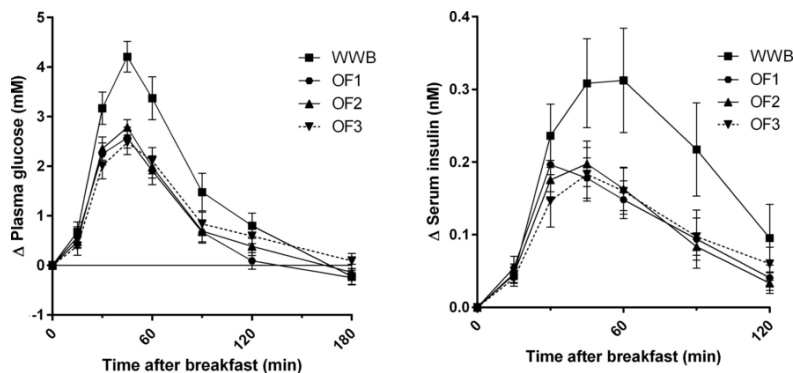 Δ Plasma glucose (mM)
5
4
3
2
1
0
-1
0
60
120
180
Time after breakfast (min)
WWB
OF1
OF2
OF3
Δ Serum insulin (nM)
0.4
0.3
0.2
0.1
0.0
0
60
120
Time after breakfast (min)
WWB
OF1
OF2
OF3